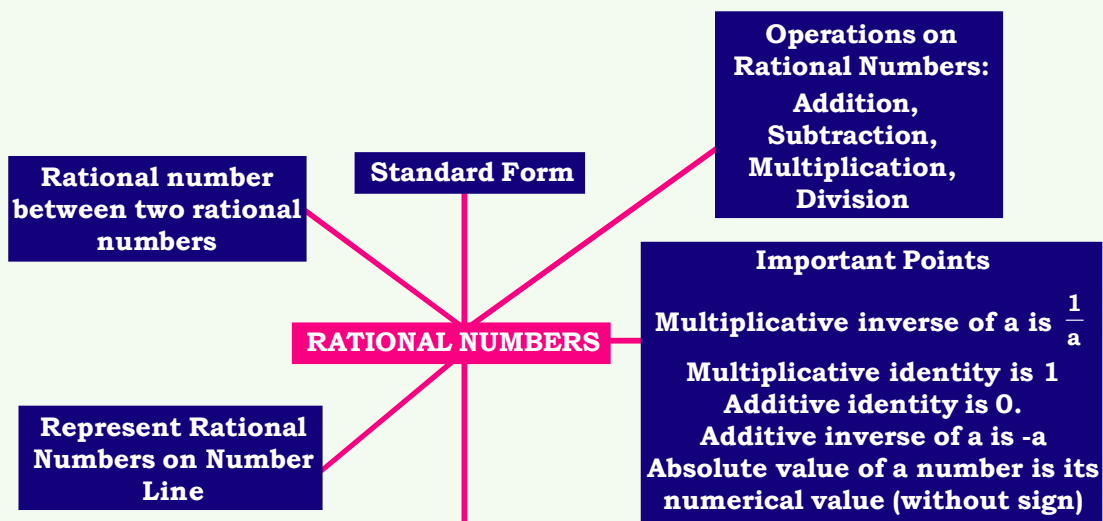 Operations on
Rational Numbers:
Addition,
Subtraction,
Multiplication,
Division
Standard Form
Rational number
between two rational
numbers
RATIONAL NUMBERS
Important Points
Multiplicative inverse of a is 1/a
Multiplicative identity is 1
Additive identity is 0.
Additive inverse of a is -a
Absolute value of a number is its
numerical value (without sign)
Represent Rational
Numbers on Number
Line